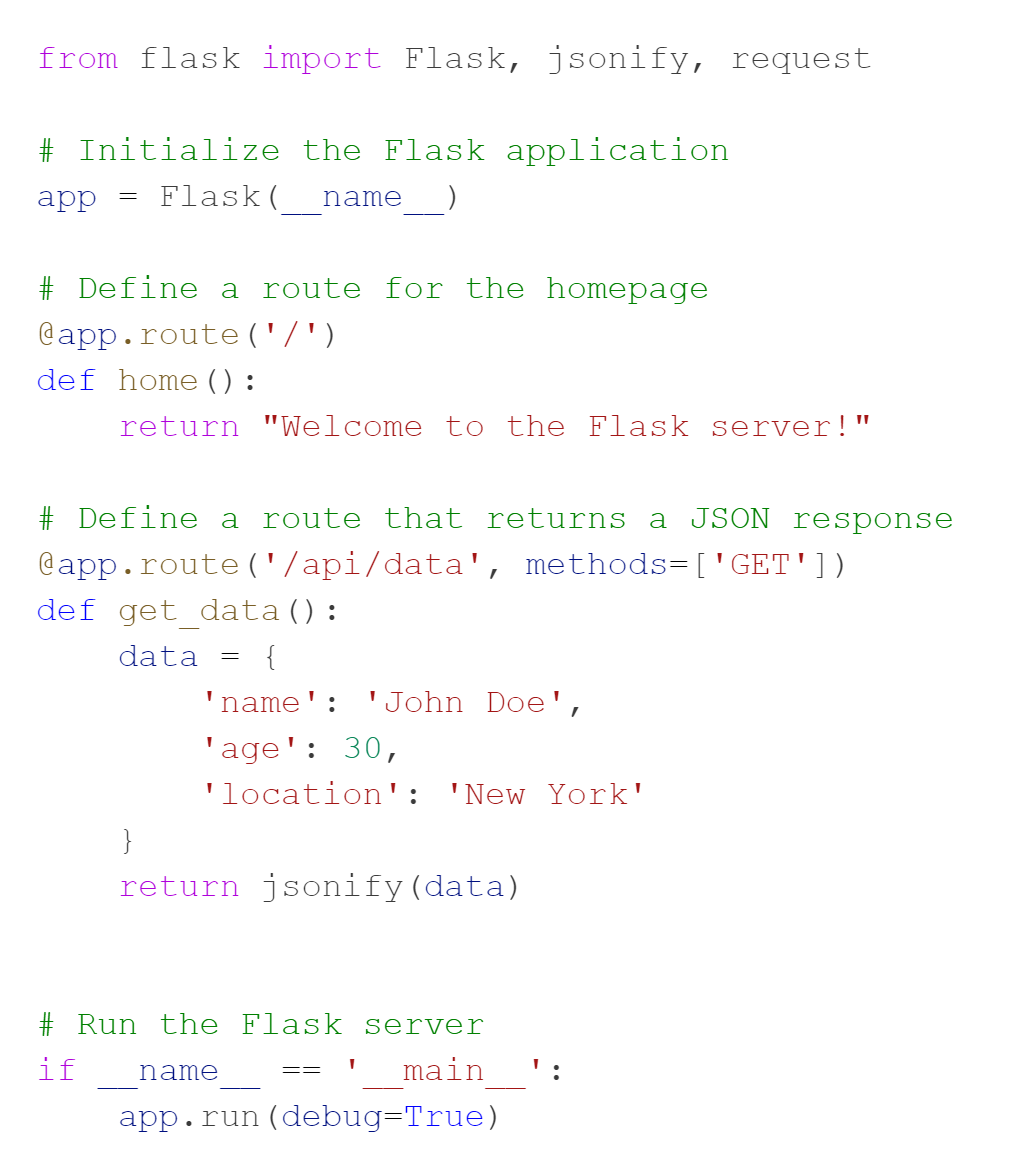 from flask import Flask, jsonify, request
# Initialize the Flask application
app = Flask(__name__)
# Define a route for the homepage
@app.route('/')
def home():
    return "Welcome to the Flask server!"
# Define a route that returns a JSON response
@app.route('/api/data', methods=['GET'])
def get_data():
    data = {
        'name': 'John Doe',
        'age': 30,
        'location': 'New York'
    }
    return jsonify(data)
# Run the Flask server
if __name__ == '__main__':
    app.run(debug=True)